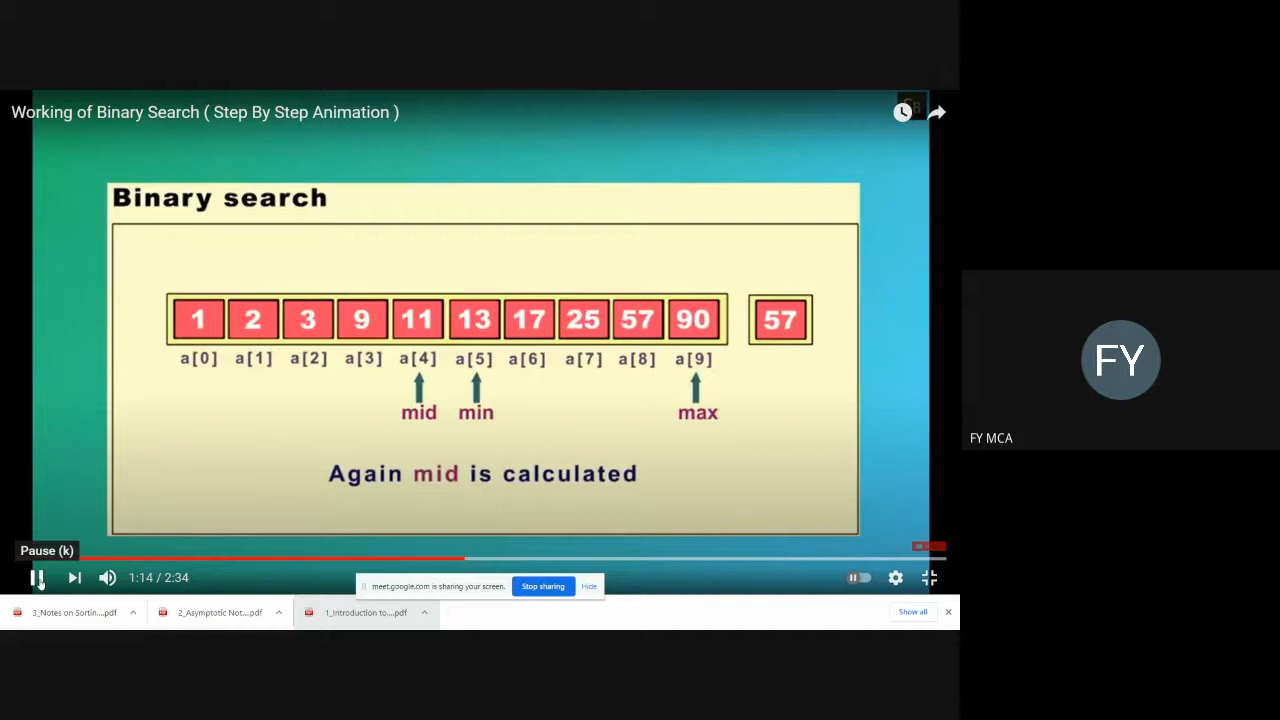 Working of Binary Search ( Step By Step Animation )
Binary search
1 2 3 9 11 13 17 25 57 90 57
a[0] a[1] a[2] a[3] a[4] a[5] a[6] a[7] a[8] a[9]
mid min max
Again mid is calculated
FY
FY MCA
Pause (k)
1:14 / 2:34
meet.google.com is sharing your screen. Stop sharing Hide
3_Notes on Sortin....pdf 2_Asymptotic Not....pdf 1_Introduction to....pdf Show all